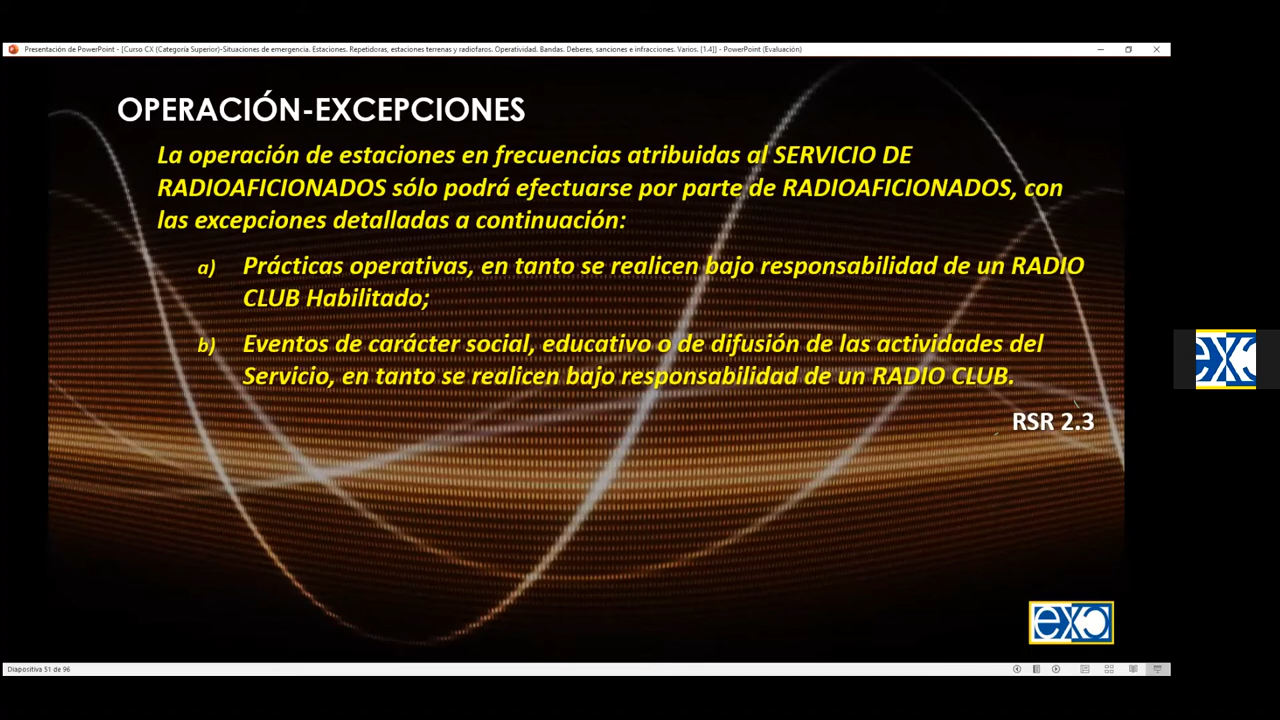 Presentación de PowerPoint - [Curso CX (Categoría Superior)-Situaciones de emergencia. Estaciones. Repetidoras, estaciones terrenas y radiofaros. Operatividad. Bandas. Deberes, sanciones e infracciones. Varios. [1.4]] - PowerPoint (Evaluación)
OPERACIÓN-EXCEPCIONES
La operación de estaciones en frecuencias atribuidas al SERVICIO DE
RADIOAFICIONADOS sólo podrá efectuarse por parte de RADIOAFICIONADOS, con
las excepciones detalladas a continuación:
a) Prácticas operativas, en tanto se realicen bajo responsabilidad de un RADIO
CLUB Habilitado;
b) Eventos de carácter social, educativo o de difusión de las actividades del
Servicio, en tanto se realicen bajo responsabilidad de un RADIO CLUB.
RSR 2.3
exc
exc
Diapositiva 51 de 96